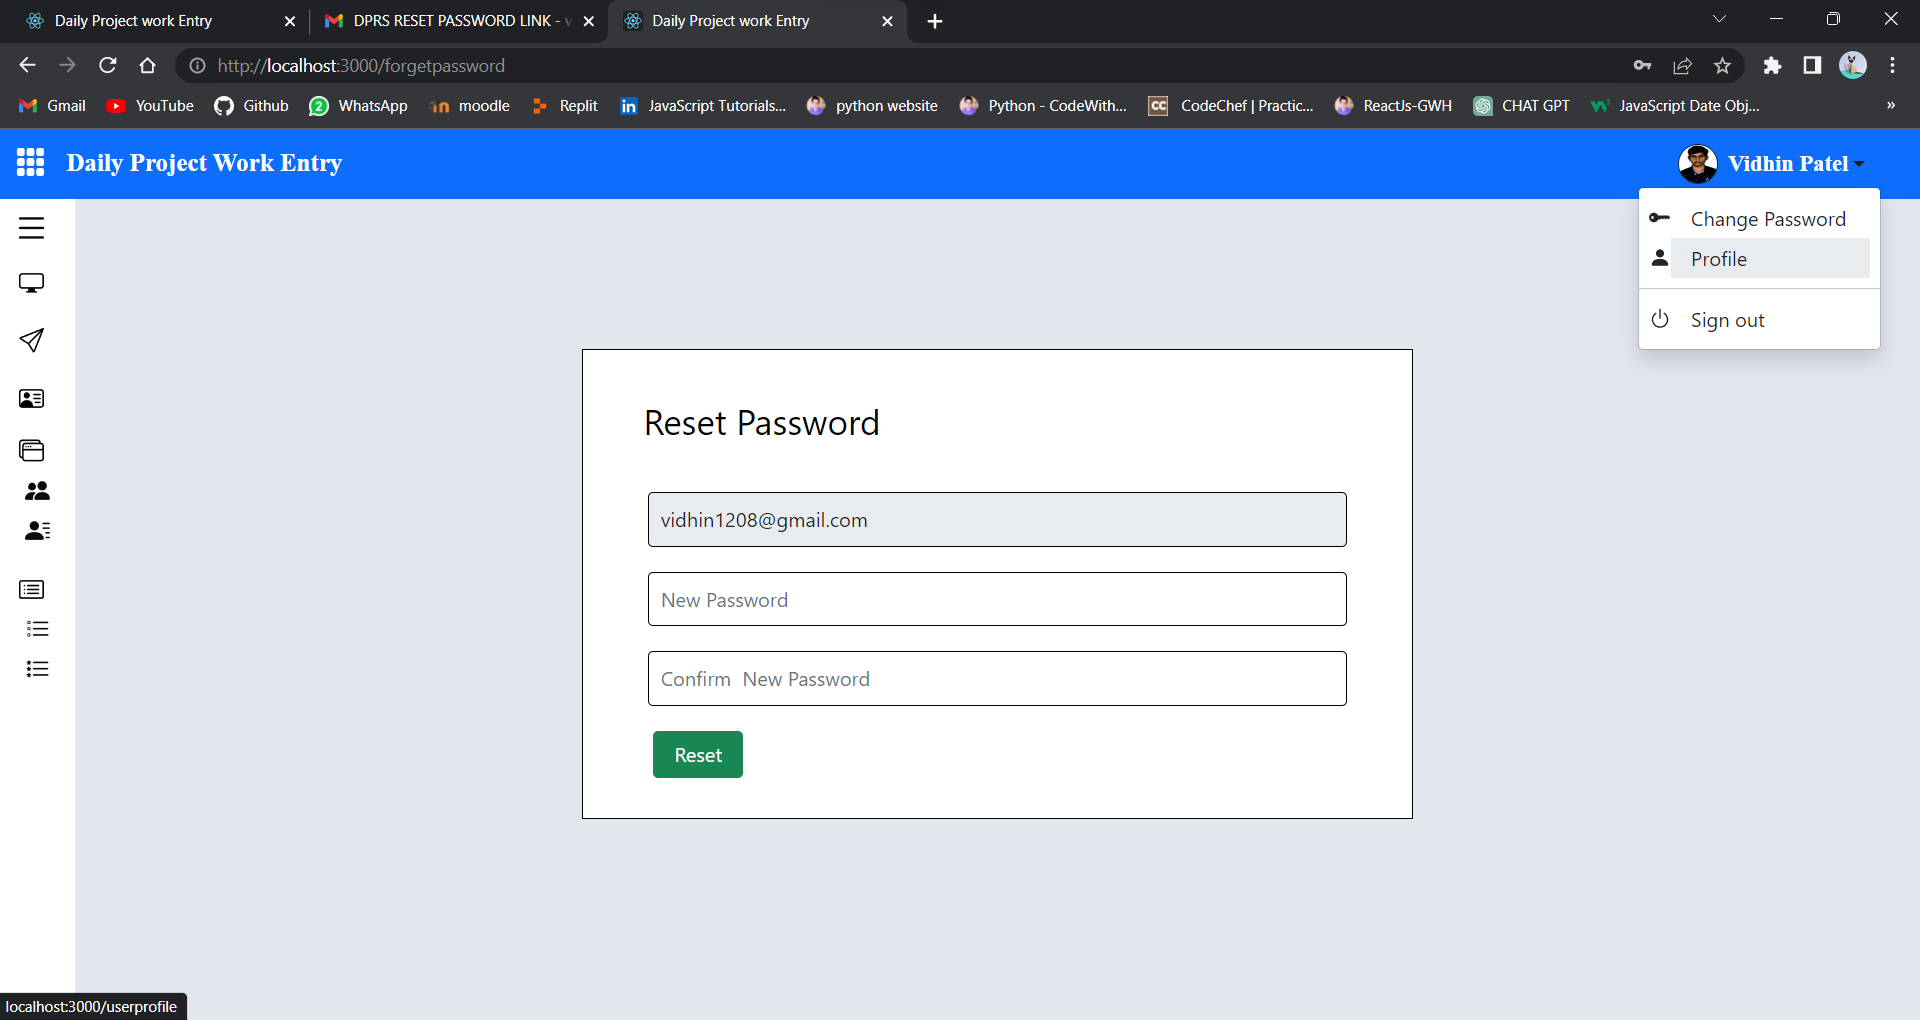 Daily Project work Entry
DPRS RESET PASSWORD LINK - v
Daily Project work Entry
http://localhost:3000/forgetpassword
Gmail
YouTube
Github
2
WhatsApp
moodle
Replit
in
JavaScript Tutorials...
python website
Python - CodeWith...
CC
CodeChef | Practic...
ReactJs-GWH
CHAT GPT
JavaScript Date Obj...
»
Daily Project Work Entry
Vidhin Patel
Change Password
Profile
Sign out
Reset Password
vidhin1208@gmail.com
New Password
Confirm  New Password
Reset
localhost:3000/userprofile